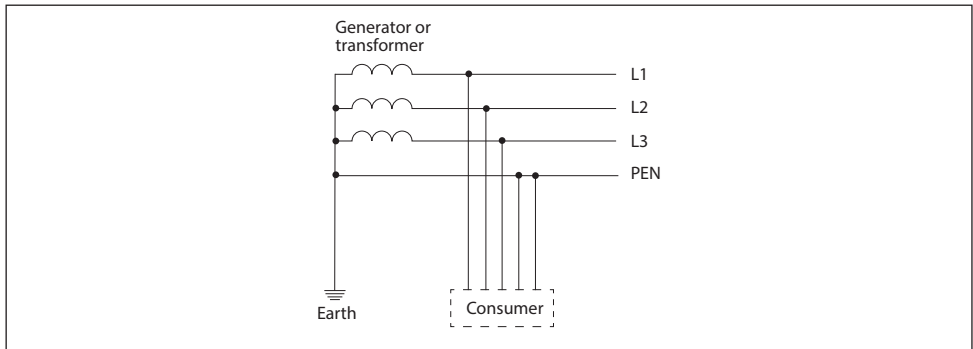 Generator or
transformer
L1
L2
L3
PEN
Earth
Consumer